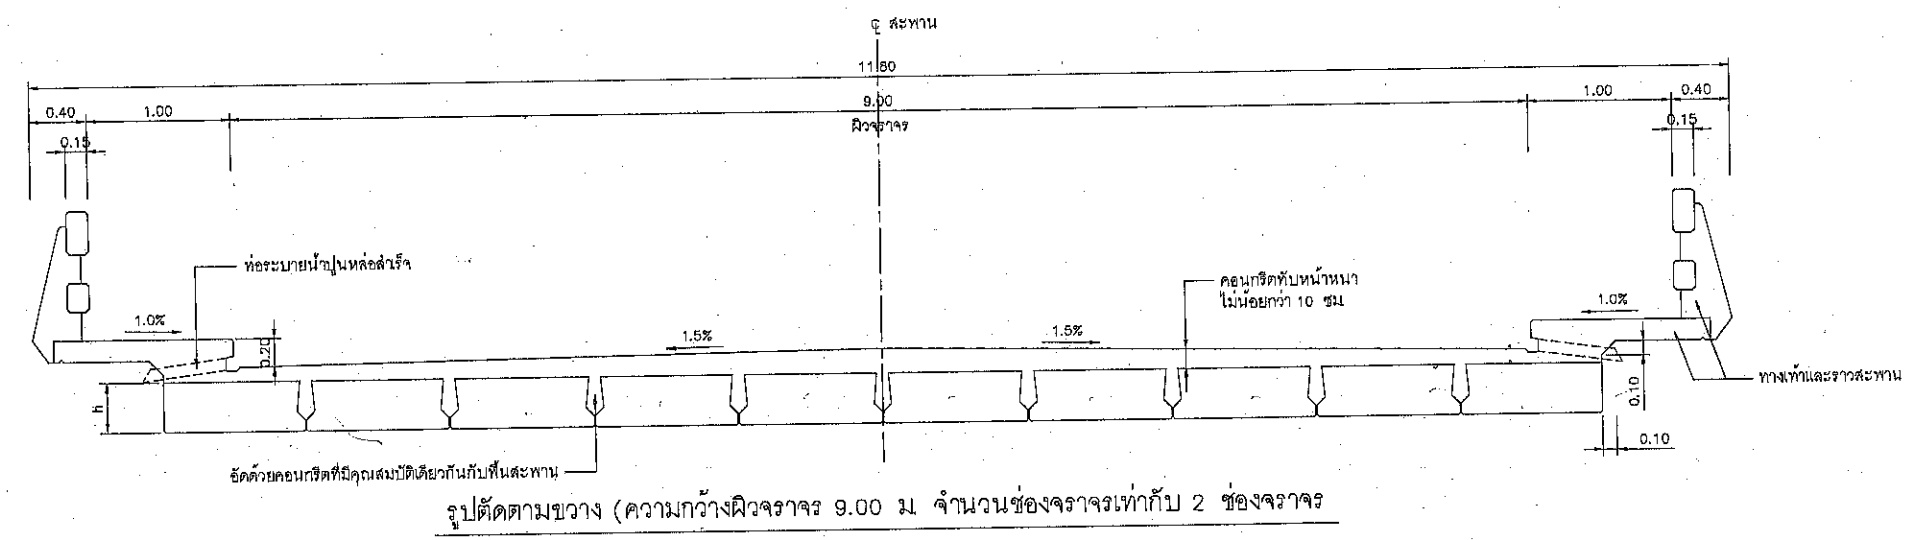 ℄ สะพาน
11.80
0.40
1.00
9.00
1.00
0.40
ผิวจราจร
0.15
0.15
ท่อระบายน้ำปูนหล่อสำเร็จ
คอนกรีตทับหน้าหนา
ไม่น้อยกว่า 10 ซม.
1.0%
1.5%
1.5%
1.0%
0.20
ทางเท้าและราวสะพาน
h
0.10
0.10
อัดด้วยคอนกรีตที่มีคุณสมบัติเดียวกันกับพื้นสะพาน
รูปตัดตามขวาง (ความกว้างผิวจราจร 9.00 ม. จำนวนช่องจราจรเท่ากับ 2 ช่องจราจร